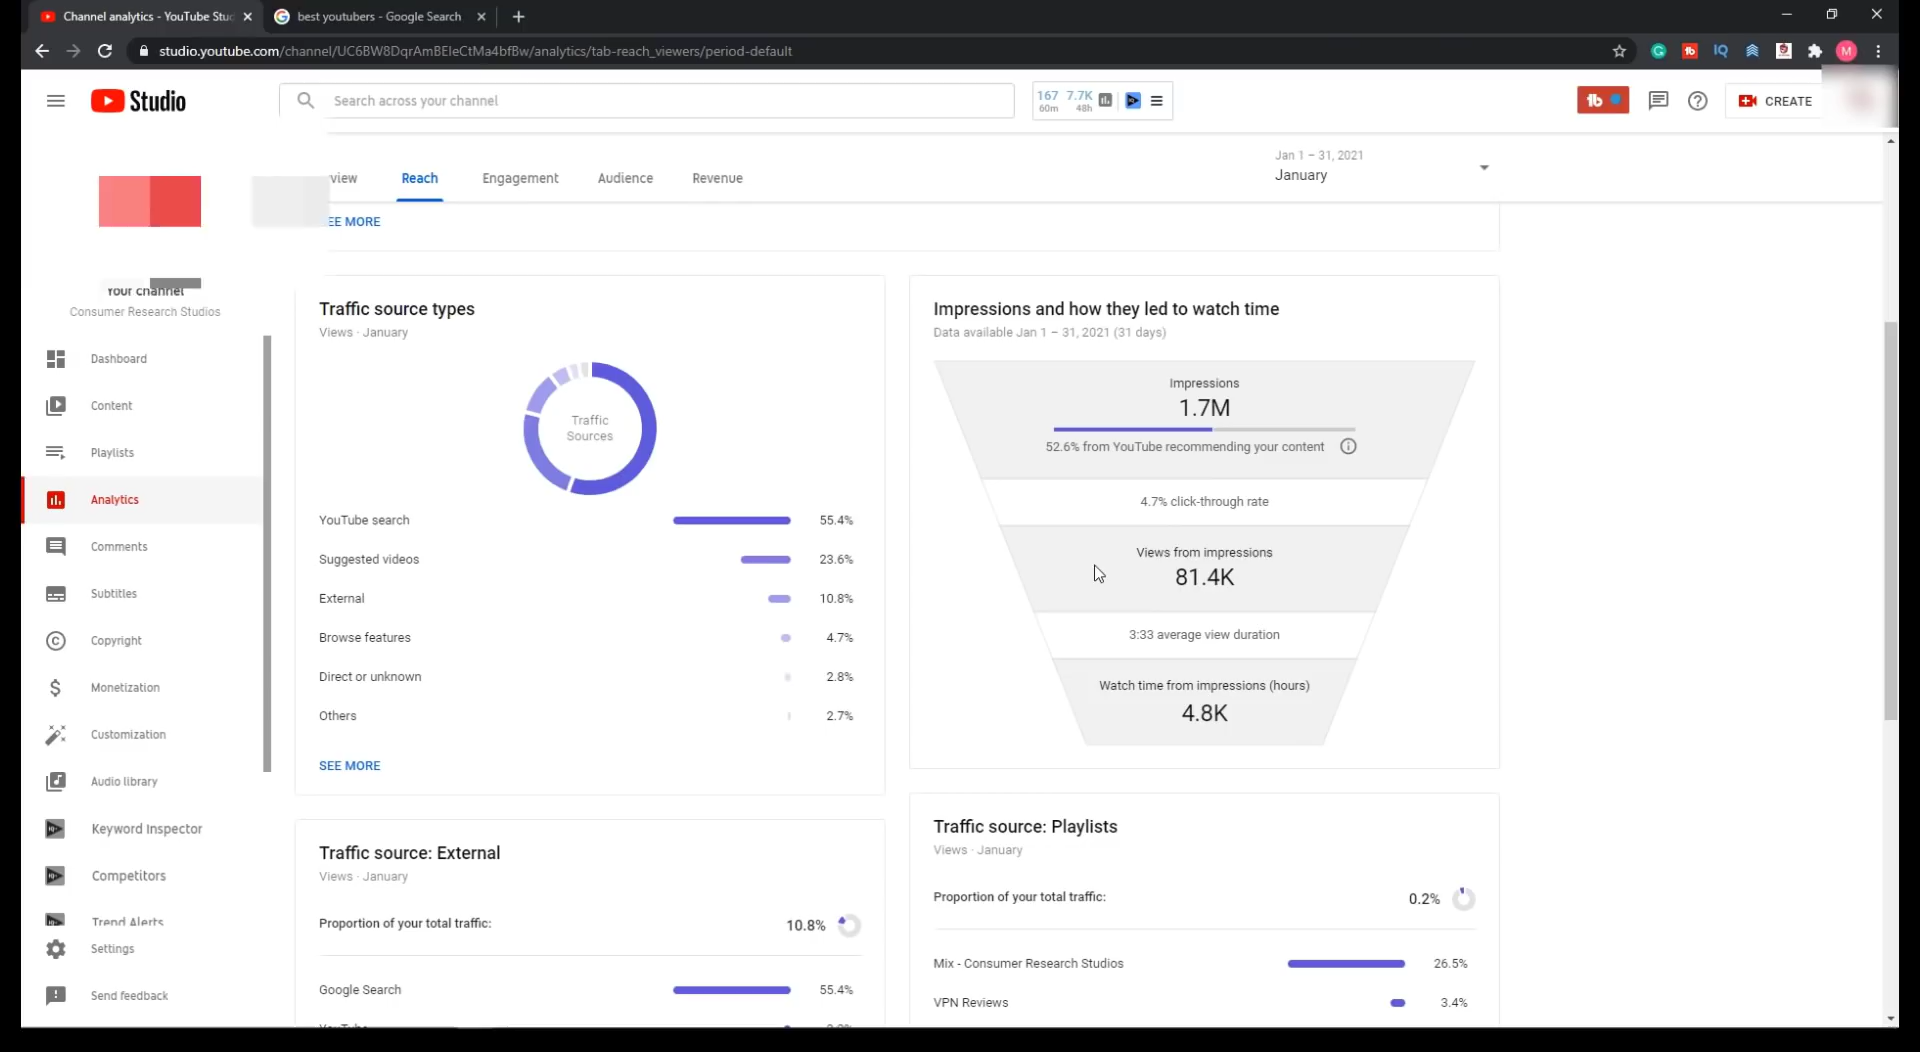 Channel analytics - YouTube Stuc
best youtubers - Google Search
studio.youtube.com/channel/UC6BW8DqrAmBEleCtMa4bfBw/analytics/tab-reach_viewers/period-default
Studio
Search across your channel
167 60m
7.7K 48h
CREATE
view
Reach
Engagement
Audience
Revenue
Jan 1 – 31, 2021
January
EE MORE
Your channel
Consumer Research Studios
Dashboard
Content
Playlists
Analytics
Comments
Subtitles
Copyright
Monetization
Customization
Audio library
Keyword Inspector
Competitors
Trend Alerts
Settings
Send feedback
Traffic source types
Views · January
Traffic
Sources
YouTube search 55.4%
Suggested videos 23.6%
External 10.8%
Browse features 4.7%
Direct or unknown 2.8%
Others 2.7%
SEE MORE
Impressions and how they led to watch time
Data available Jan 1 – 31, 2021 (31 days)
Impressions
1.7M
52.6% from YouTube recommending your content
4.7% click-through rate
Views from impressions
81.4K
3:33 average view duration
Watch time from impressions (hours)
4.8K
Traffic source: External
Views · January
Proportion of your total traffic: 10.8%
Google Search 55.4%
Traffic source: Playlists
Views · January
Proportion of your total traffic: 0.2%
Mix - Consumer Research Studios 26.5%
VPN Reviews 3.4%